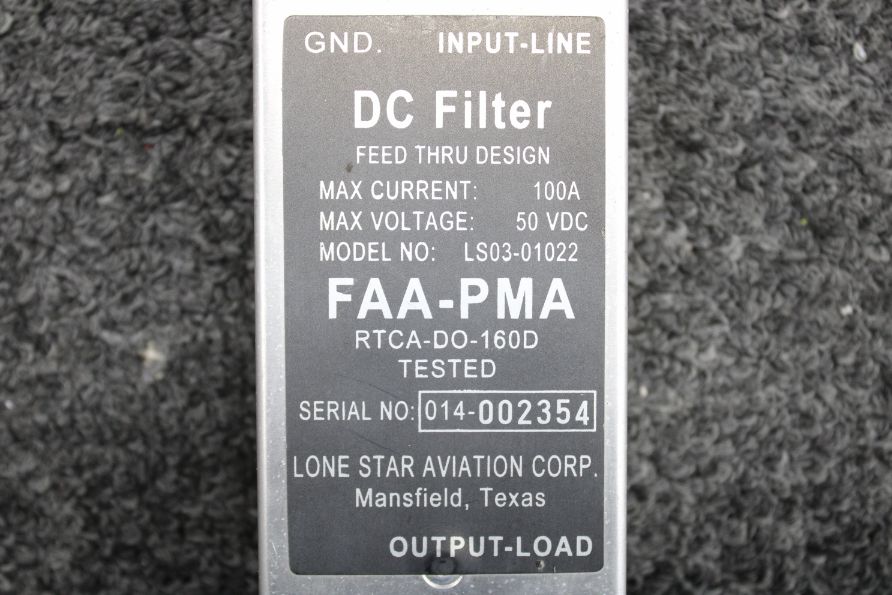 GND. INPUT-LINE
DC Filter
FEED THRU DESIGN
MAX CURRENT: 100A
MAX VOLTAGE: 50 VDC
MODEL NO: LS03-01022
FAA-PMA
RTCA-DO-160D
TESTED
SERIAL NO: 014-002354
LONE STAR AVIATION CORP.
Mansfield, Texas
OUTPUT-LOAD